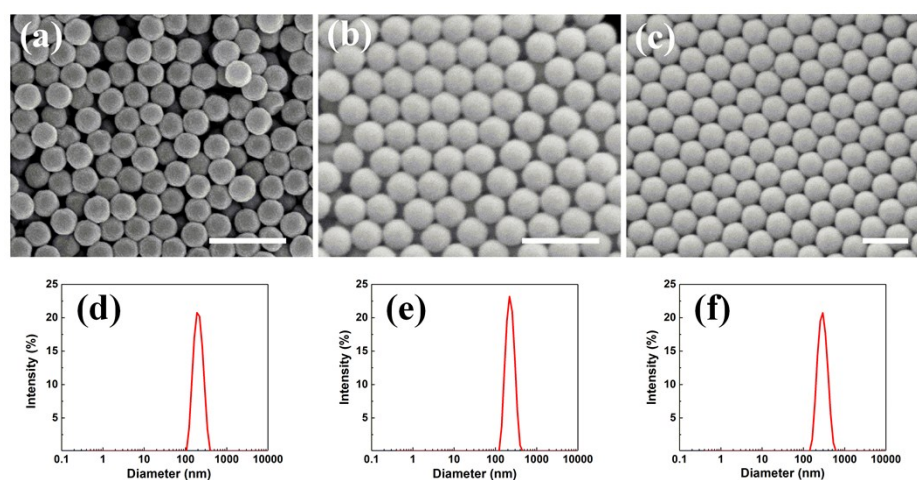 (a) (b) (c)
(d) (e) (f)
25 25 25
20 20 20
15 15 15
10 10 10
5 5 5
0.1 1 10 100 1000 10000 0.1 1 10 100 1000 10000 0.1 1 10 100 1000 10000
Intensity (%) Intensity (%) Intensity (%)
Diameter (nm) Diameter (nm) Diameter (nm)